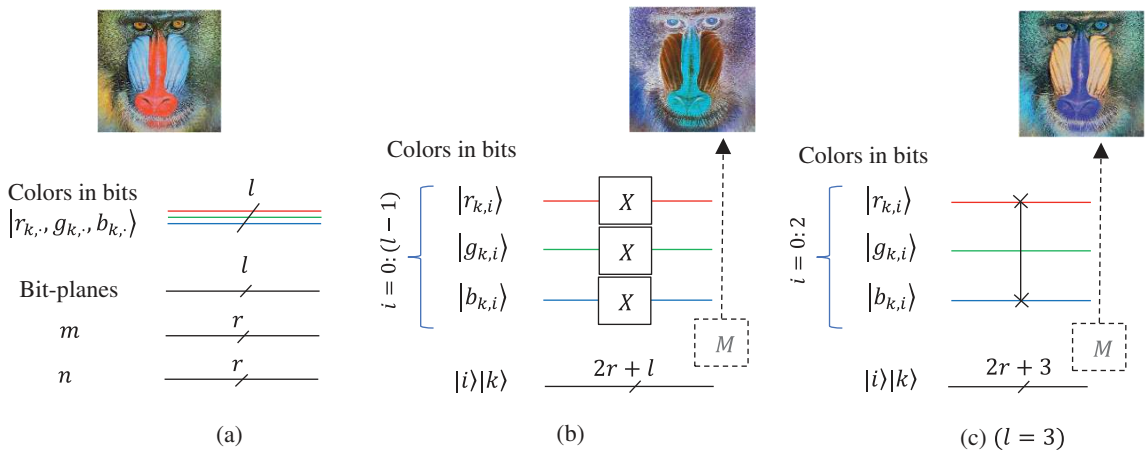 Colors in bits
|r_{k,·}, g_{k,·}, b_{k,·}⟩
l
Bit-planes
l
m
r
n
r
(a)
Colors in bits
i = 0:(l − 1)
|r_{k,i}⟩
X
|g_{k,i}⟩
X
|b_{k,i}⟩
X
M
|i⟩|k⟩
2r + l
(b)
Colors in bits
i = 0:2
|r_{k,i}⟩
|g_{k,i}⟩
|b_{k,i}⟩
M
|i⟩|k⟩
2r + 3
(c) (l = 3)